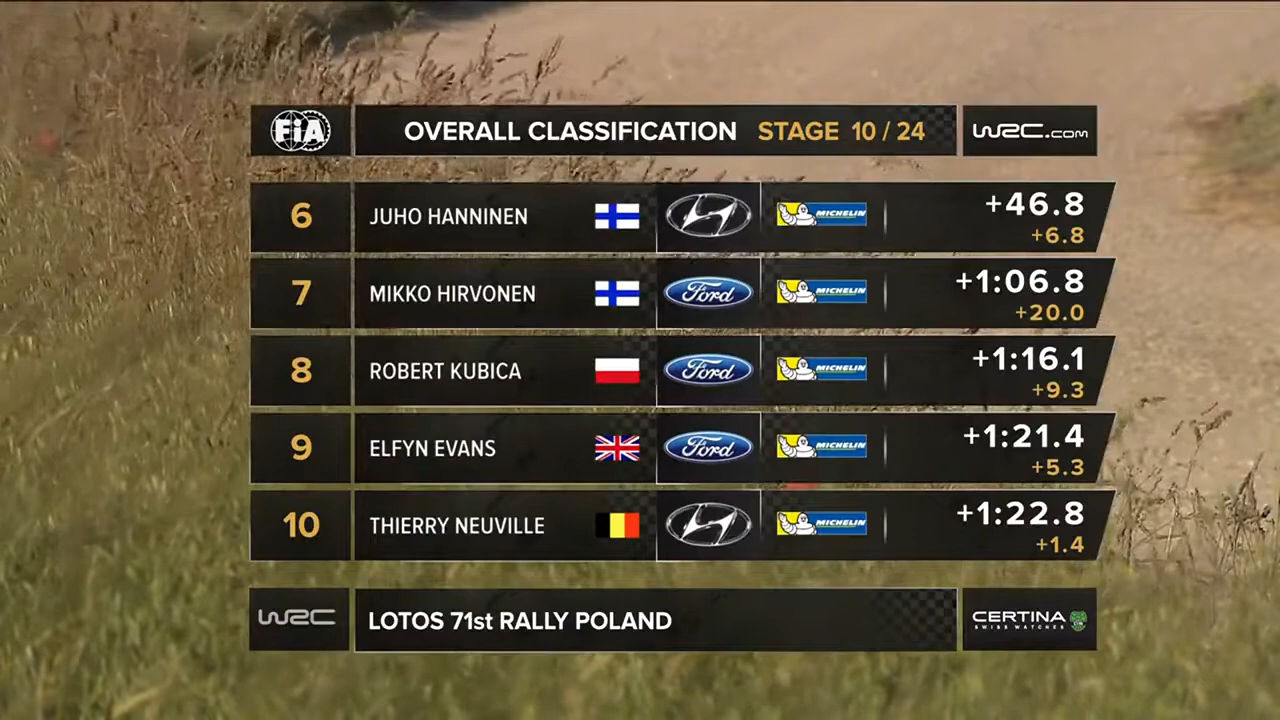 FiA OVERALL CLASSIFICATION STAGE 10 / 24 WRC.com
6 JUHO HANNINEN MICHELIN +46.8
+6.8
7 MIKKO HIRVONEN Ford MICHELIN +1:06.8
+20.0
8 ROBERT KUBICA Ford MICHELIN +1:16.1
+9.3
9 ELFYN EVANS Ford MICHELIN +1:21.4
+5.3
10 THIERRY NEUVILLE MICHELIN +1:22.8
+1.4
WRC LOTOS 71st RALLY POLAND CERTINA
SWISS WATCHES